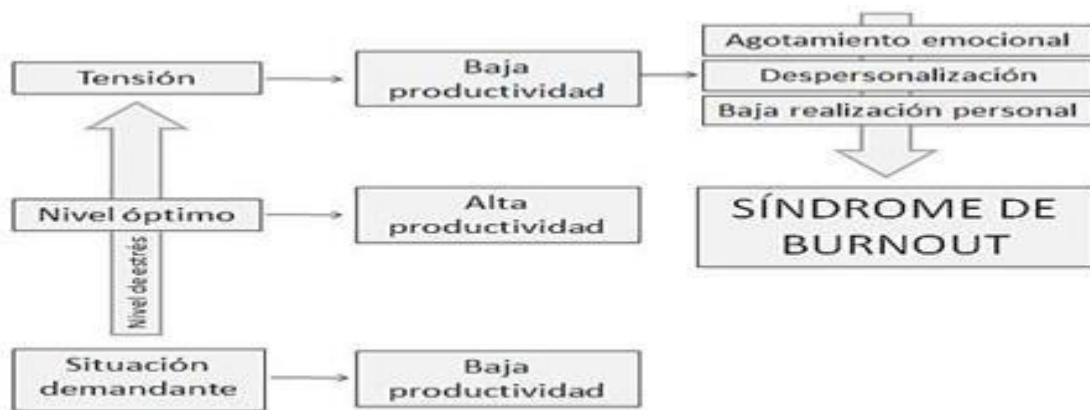 Tensión
Baja
productividad
Agotamiento emocional
Despersonalización
Baja realización personal
Nivel óptimo
Alta
productividad
SÍNDROME DE
BURNOUT
Nivel de estrés
Situación
demandante
Baja
productividad